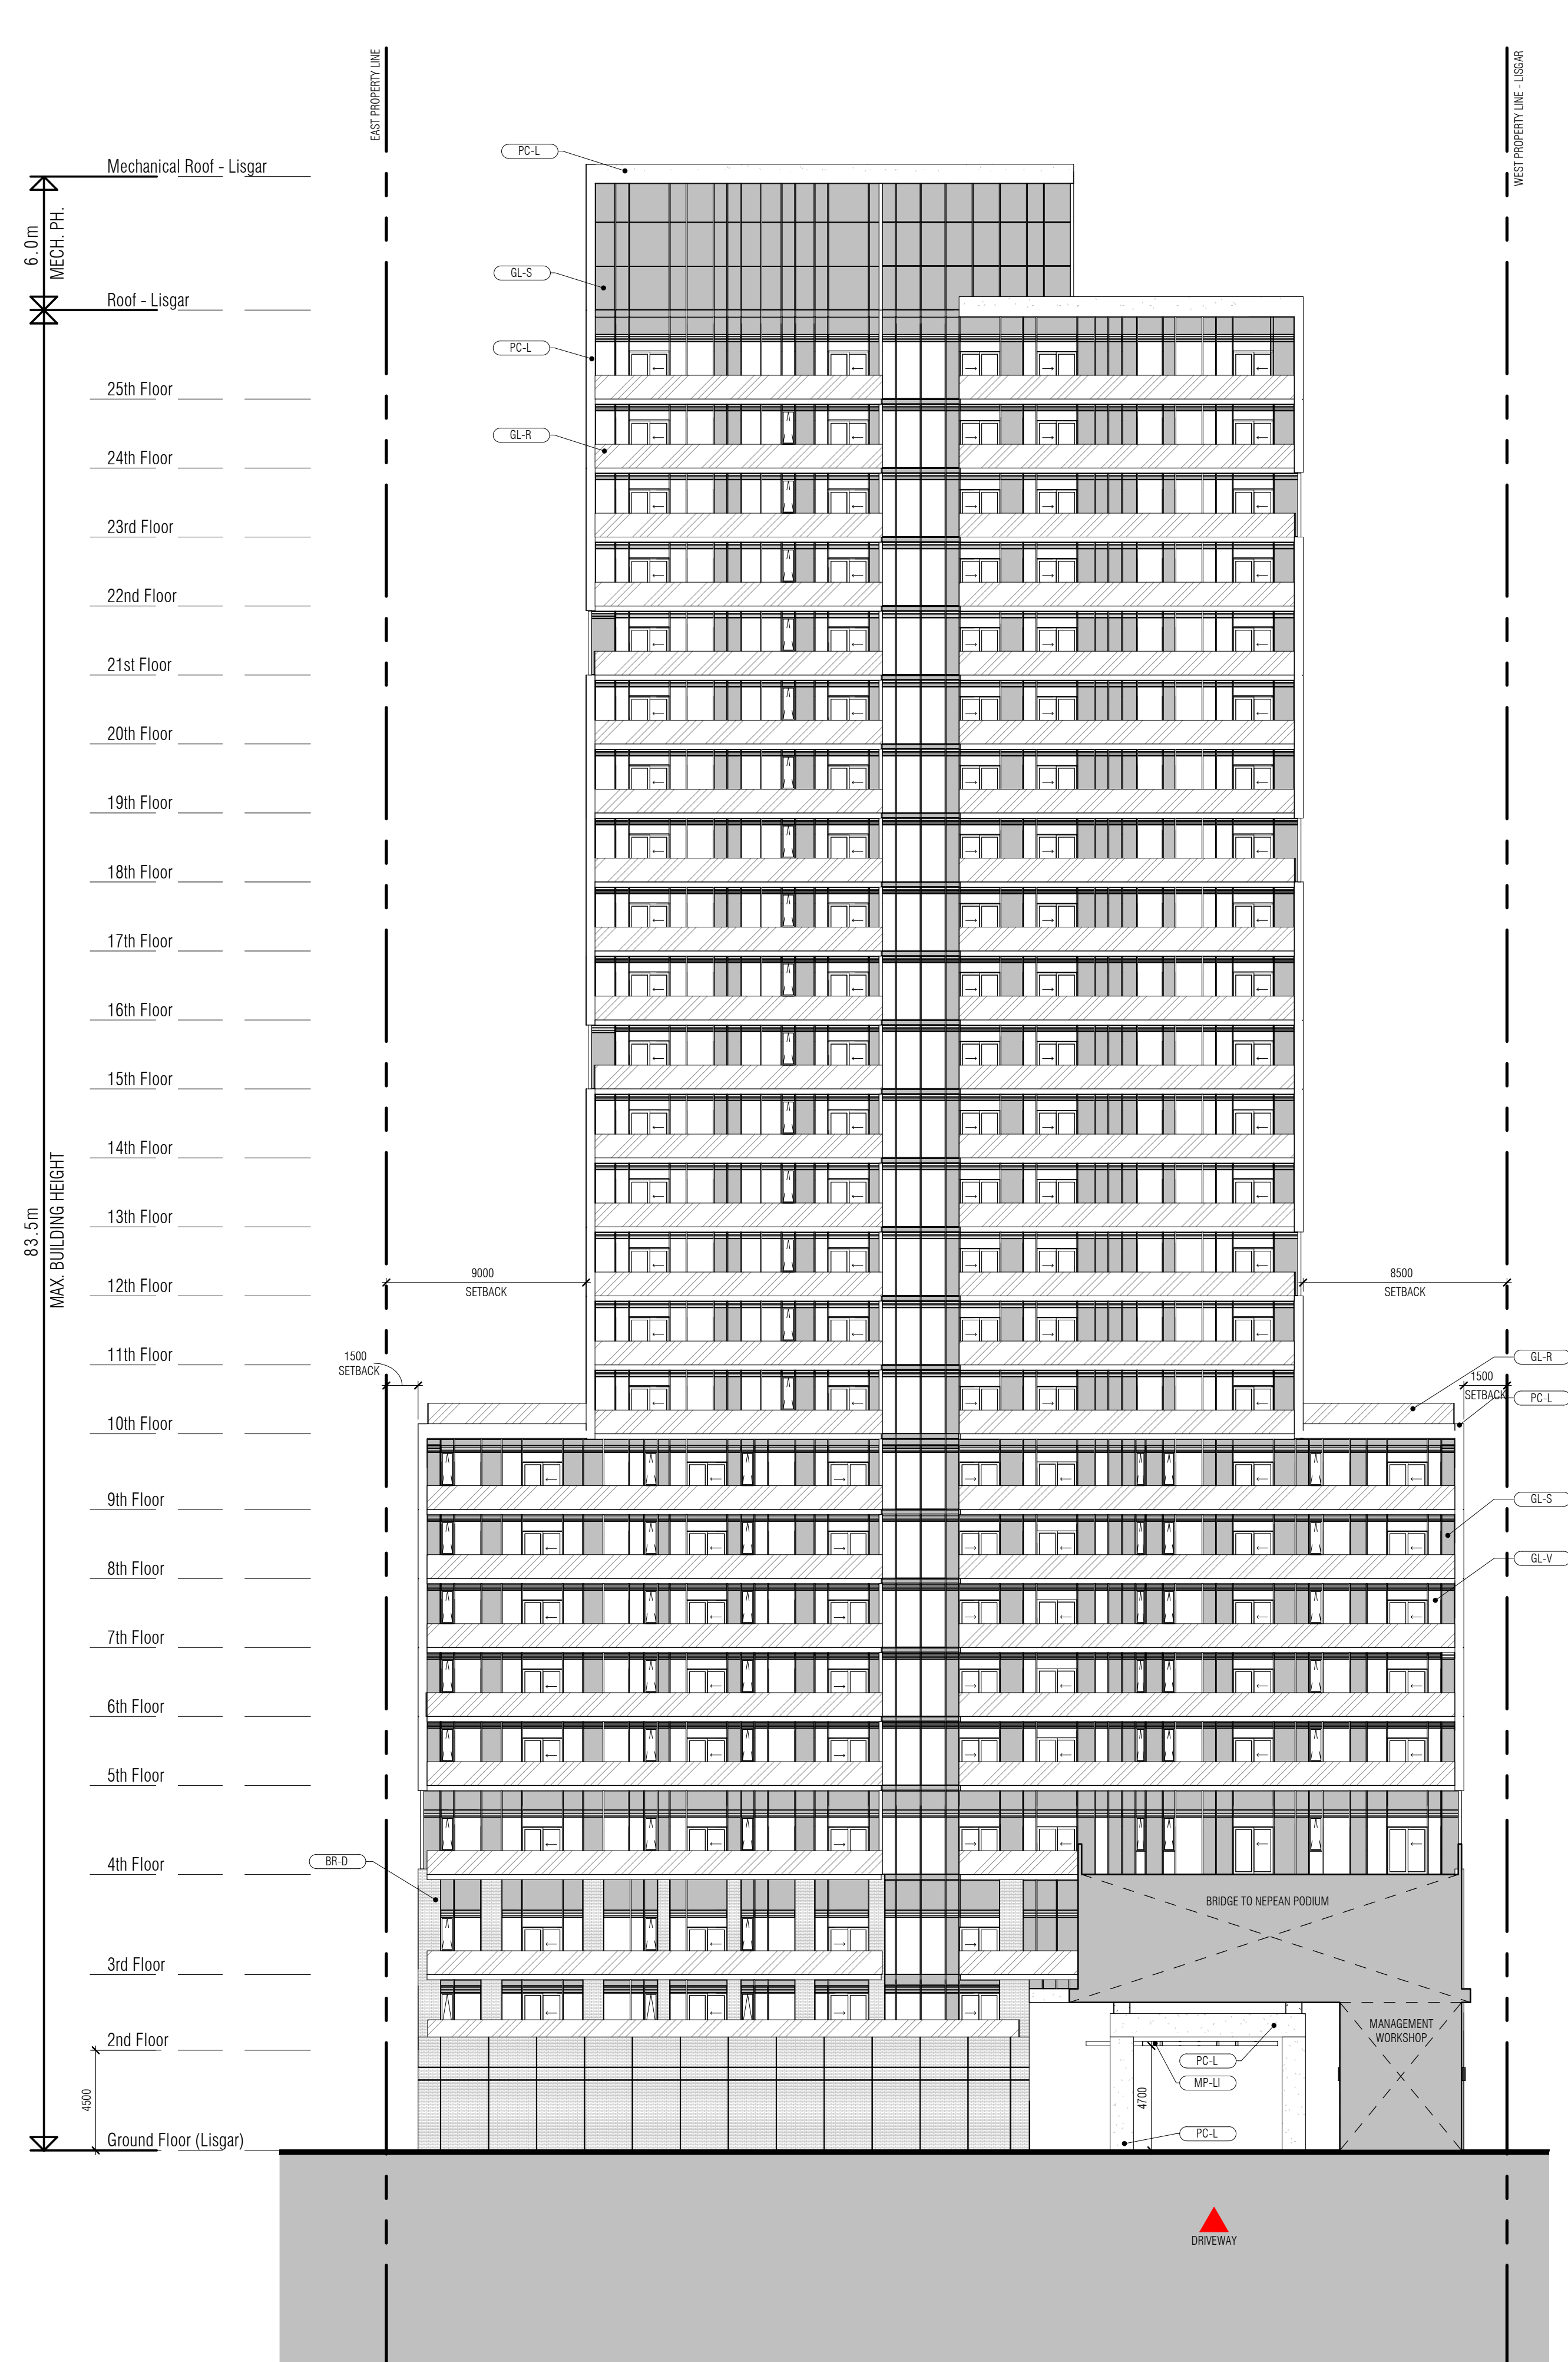 EAST PROPERTY LINE
WEST PROPERTY LINE - LISGAR
PC-L
Mechanical Roof - Lisgar
6.0m
MECH. PH.
GL-S
Roof - Lisgar
PC-L
25th Floor
GL-R
24th Floor
23rd Floor
22nd Floor
21st Floor
20th Floor
19th Floor
18th Floor
17th Floor
16th Floor
15th Floor
14th Floor
83.5m
MAX. BUILDING HEIGHT
13th Floor
12th Floor
9000
SETBACK
8500
SETBACK
11th Floor
1500
SETBACK
GL-R
1500
SETBACK
PC-L
10th Floor
9th Floor
GL-S
8th Floor
GL-V
7th Floor
6th Floor
5th Floor
4th Floor
BR-D
BRIDGE TO NEPEAN PODIUM
3rd Floor
2nd Floor
MANAGEMENT
WORKSHOP
PC-L
MP-LI
4500
4700
PC-L
Ground Floor (Lisgar)
DRIVEWAY